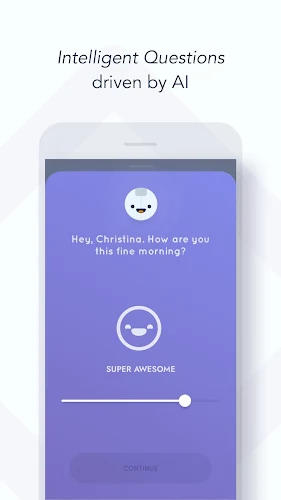 Intelligent Questions
driven by AI
Hey, Christina. How are you
this fine morning?
SUPER AWESOME
CONTINUE